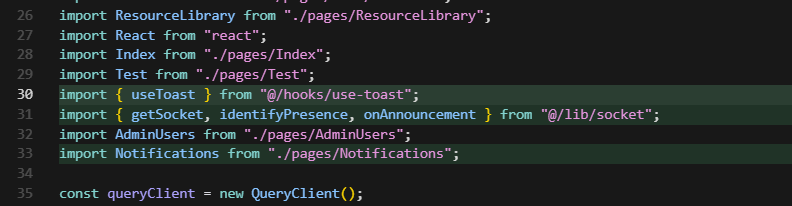 26 import ResourceLibrary from "./pages/ResourceLibrary";
27 import React from "react";
28 import Index from "./pages/Index";
29 import Test from "./pages/Test";
30 import { useToast } from "@/hooks/use-toast";
31 import { getSocket, identifyPresence, onAnnouncement } from "@/lib/socket";
32 import AdminUsers from "./pages/AdminUsers";
33 import Notifications from "./pages/Notifications";
34
35 const queryClient = new QueryClient();